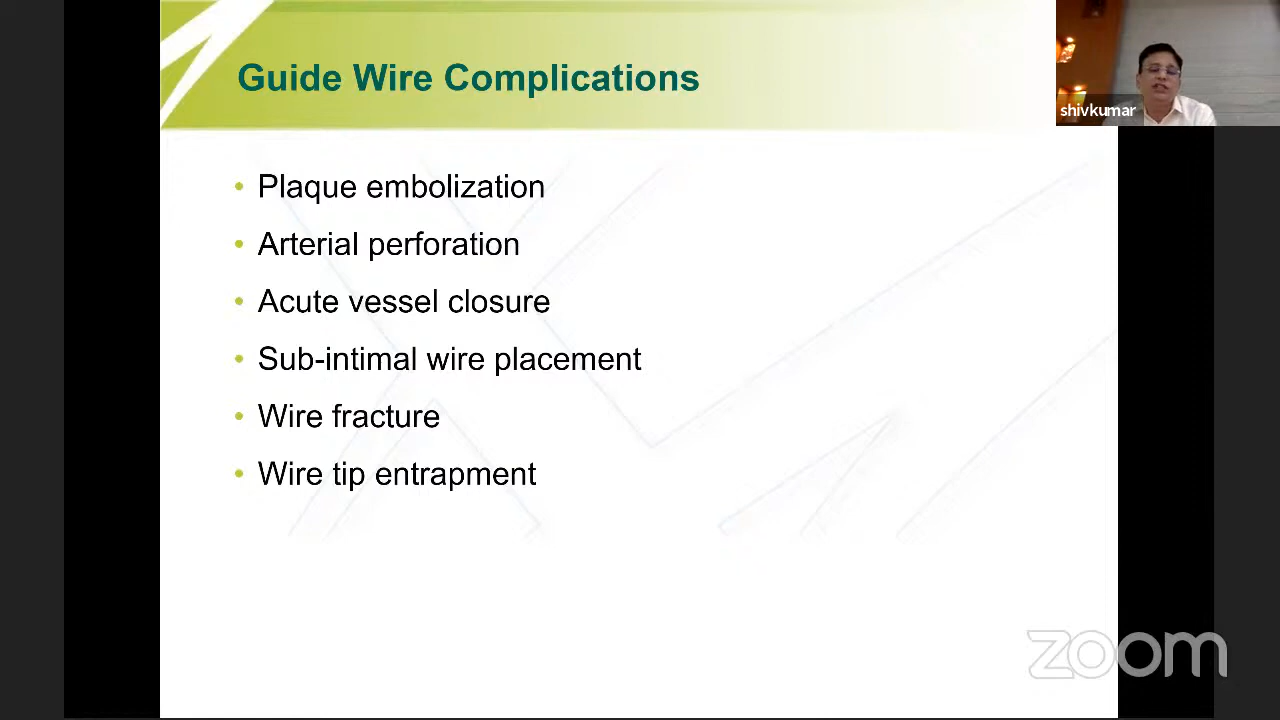 Guide Wire Complications
shivkumar
• Plaque embolization
• Arterial perforation
• Acute vessel closure
• Sub-intimal wire placement
• Wire fracture
• Wire tip entrapment
zoom